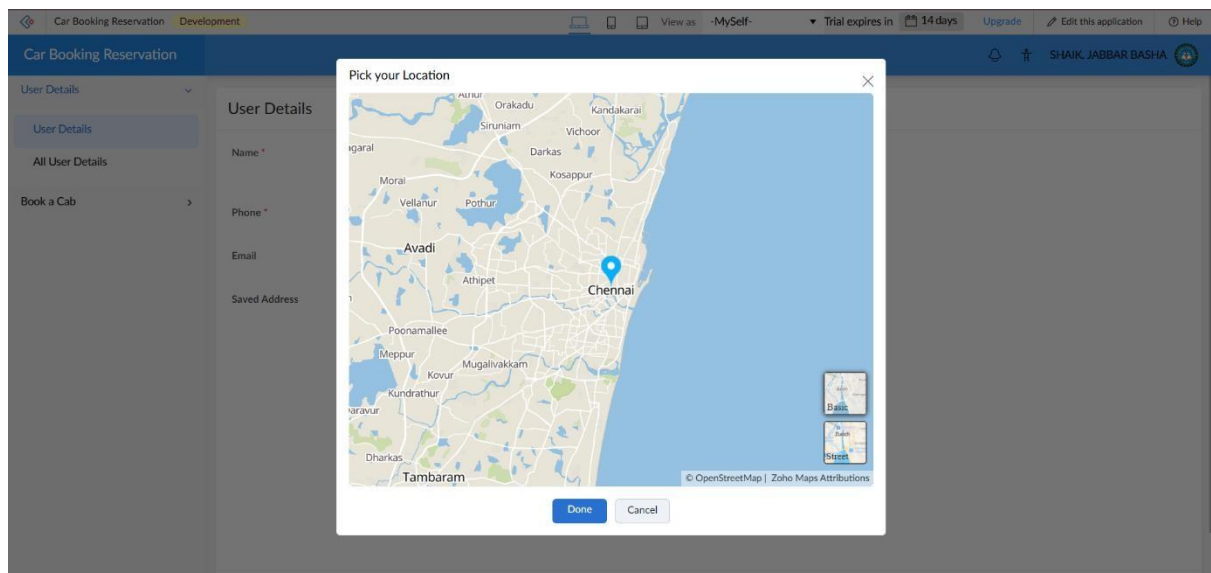 Car Booking Reservation Development View as -MySelf- Trial expires in 14 days Upgrade Edit this application Help
Car Booking Reservation SHAIK, JABBAR BASHA
User Details
User Details
All User Details
Book a Cab
User Details
Name *
Phone *
Email
Saved Address
Pick your Location
Athur
Orakadu
Kandakarai
Siruniam
Vichoor
agaral
Darkas
Morai
Kosappur
Vellanur
Pothur
Avadi
Athipet
Chennai
Poonamallee
Meppur
Mugalivakkam
Kovur
Kundrathur
aravur
Dharkas
Tambaram
Basic
Street
© OpenStreetMap | Zoho Maps Attributions
Done Cancel